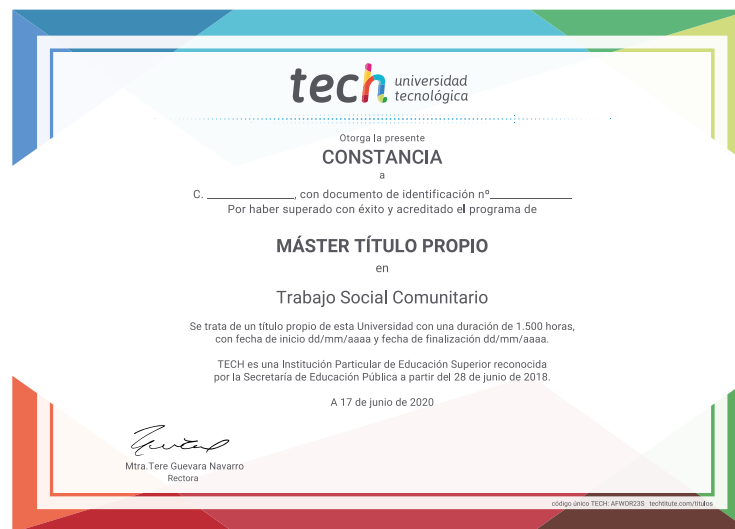 tech universidad
tecnológica
Otorga la presente
CONSTANCIA
a
C. ________________, con documento de identificación nº______________
Por haber superado con éxito y acreditado el programa de
MÁSTER TÍTULO PROPIO
en
Trabajo Social Comunitario
Se trata de un título propio de esta Universidad con una duración de 1.500 horas,
con fecha de inicio dd/mm/aaaa y fecha de finalización dd/mm/aaaa.
TECH es una Institución Particular de Educación Superior reconocida
por la Secretaría de Educación Pública a partir del 28 de junio de 2018.
A 17 de junio de 2020
Mtra.Tere Guevara Navarro
Rectora
código único TECH: AFWOR23S techtitute.com/títulos